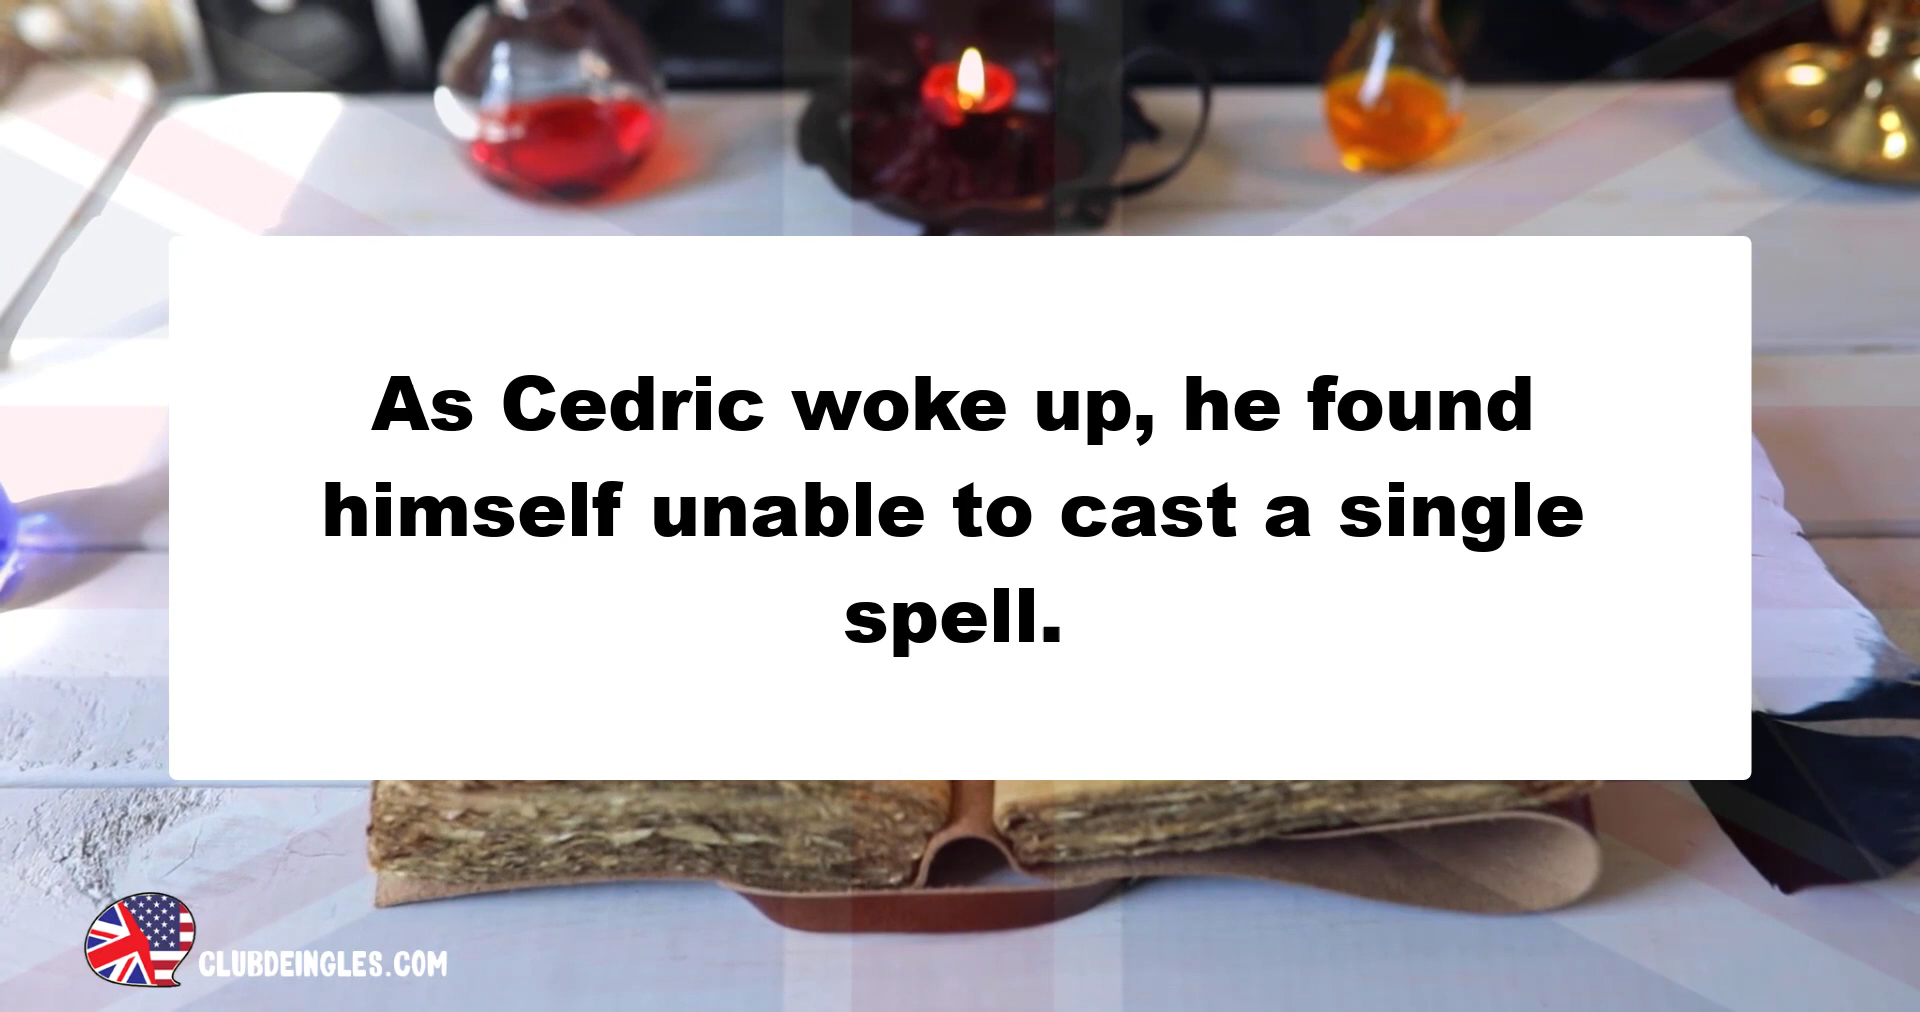 As Cedric woke up, he found
himself unable to cast a single
spell.
CLUBDEINGLES.COM